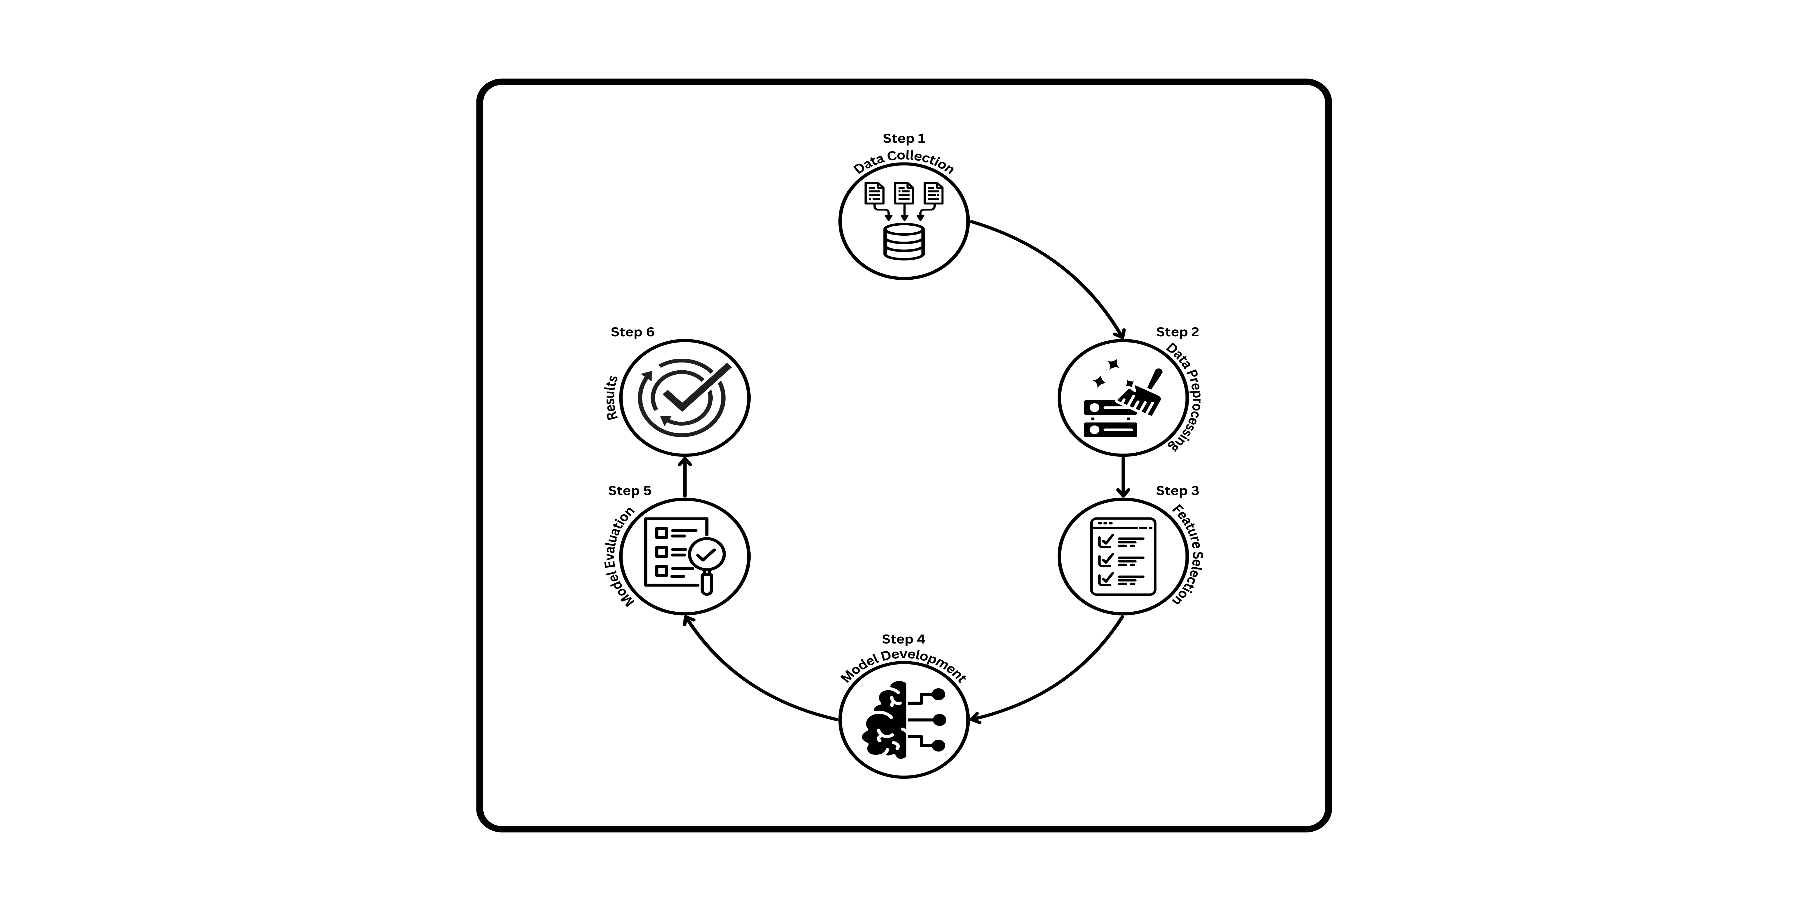 Step 1
Data Collection
Step 2
Data Preprocessing
Step 3
Feature Selection
Step 4
Model Development
Step 5
Model Evaluation
Step 6
Results